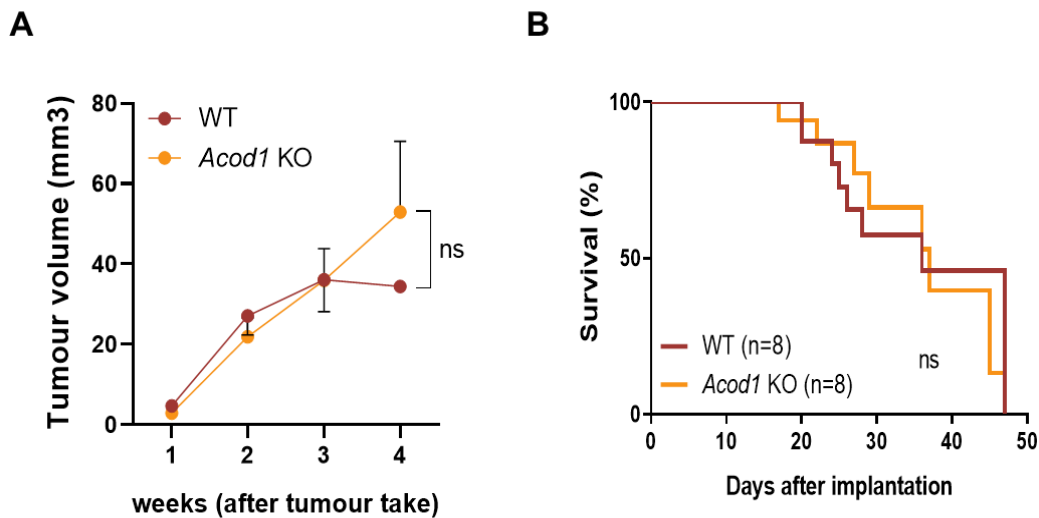 A
Tumour volume (mm3)
80
60
40
20
0
WT
Acod1 KO
ns
1 2 3 4
weeks (after tumour take)
B
Survival (%)
100
50
0
WT (n=8)
Acod1 KO (n=8)
ns
0 10 20 30 40 50
Days after implantation